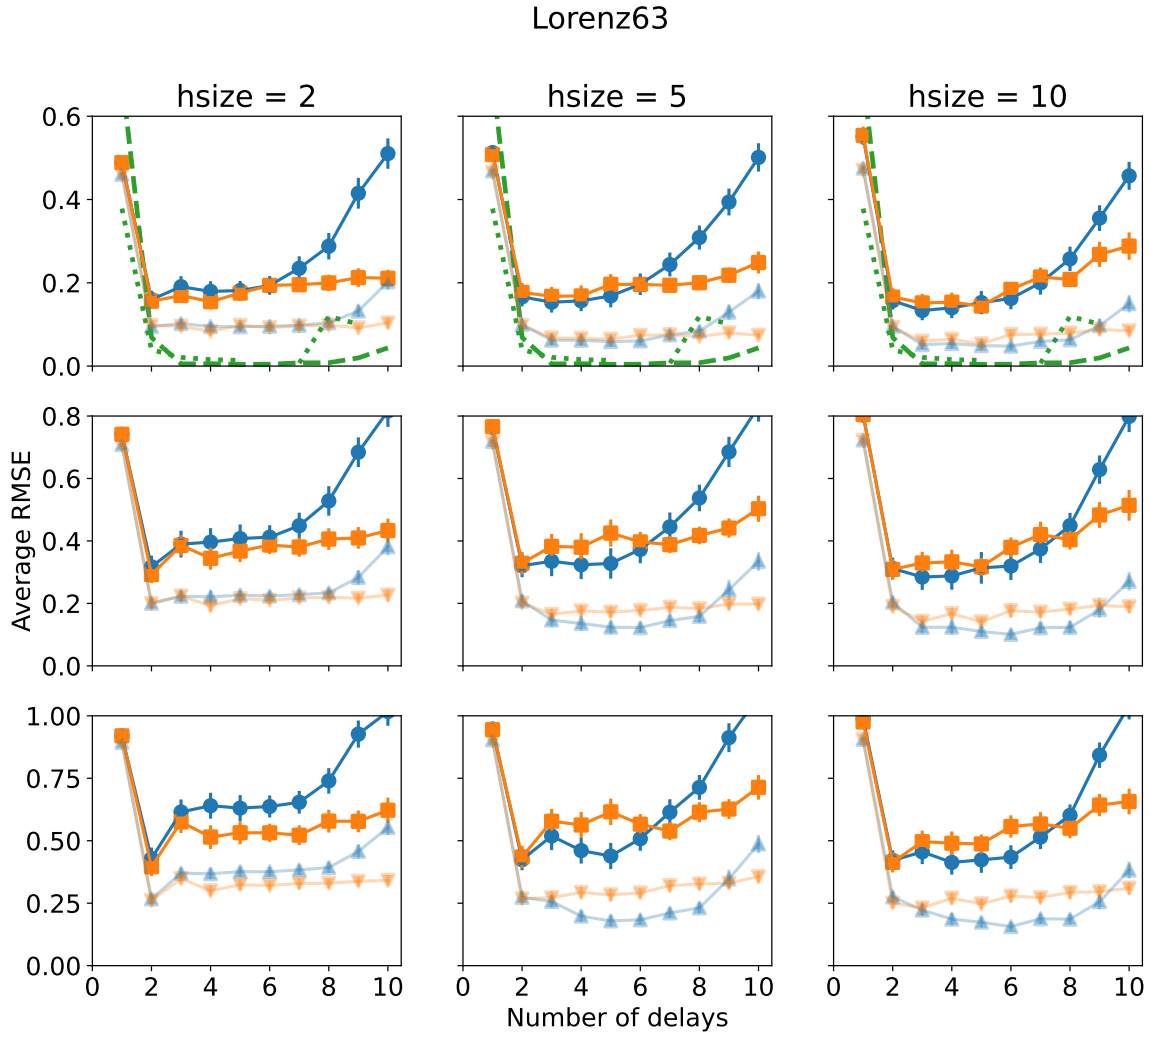 Lorenz63
hsize = 2
hsize = 5
hsize = 10
0.6
0.4
0.2
0.0
Average RMSE
0.8
0.6
0.4
0.2
0.0
1.00
0.75
0.50
0.25
0.00
0 2 4 6 8 10
0 2 4 6 8 10
0 2 4 6 8 10
Number of delays